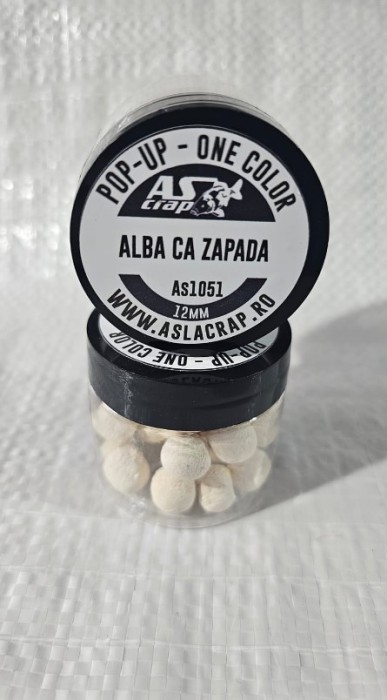 POP-UP - ONE COLOR
AS
crap
ALBA CA ZAPADA
As1051
12MM
WWW.ASLACRAP.RO
POP-UP - ONE COLOR